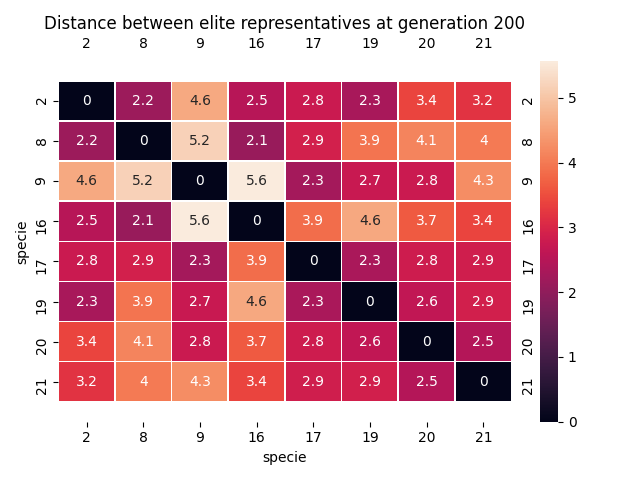 Distance between elite representatives at generation 200
2 8 9 16 17 19 20 21
2 0 2.2 4.6 2.5 2.8 2.3 3.4 3.2 2
8 2.2 0 5.2 2.1 2.9 3.9 4.1 4 8
9 4.6 5.2 0 5.6 2.3 2.7 2.8 4.3 9
16 2.5 2.1 5.6 0 3.9 4.6 3.7 3.4 16
17 2.8 2.9 2.3 3.9 0 2.3 2.8 2.9 17
19 2.3 3.9 2.7 4.6 2.3 0 2.6 2.9 19
20 3.4 4.1 2.8 3.7 2.8 2.6 0 2.5 20
21 3.2 4 4.3 3.4 2.9 2.9 2.5 0 21
2 8 9 16 17 19 20 21
specie
specie
5
4
3
2
1
0